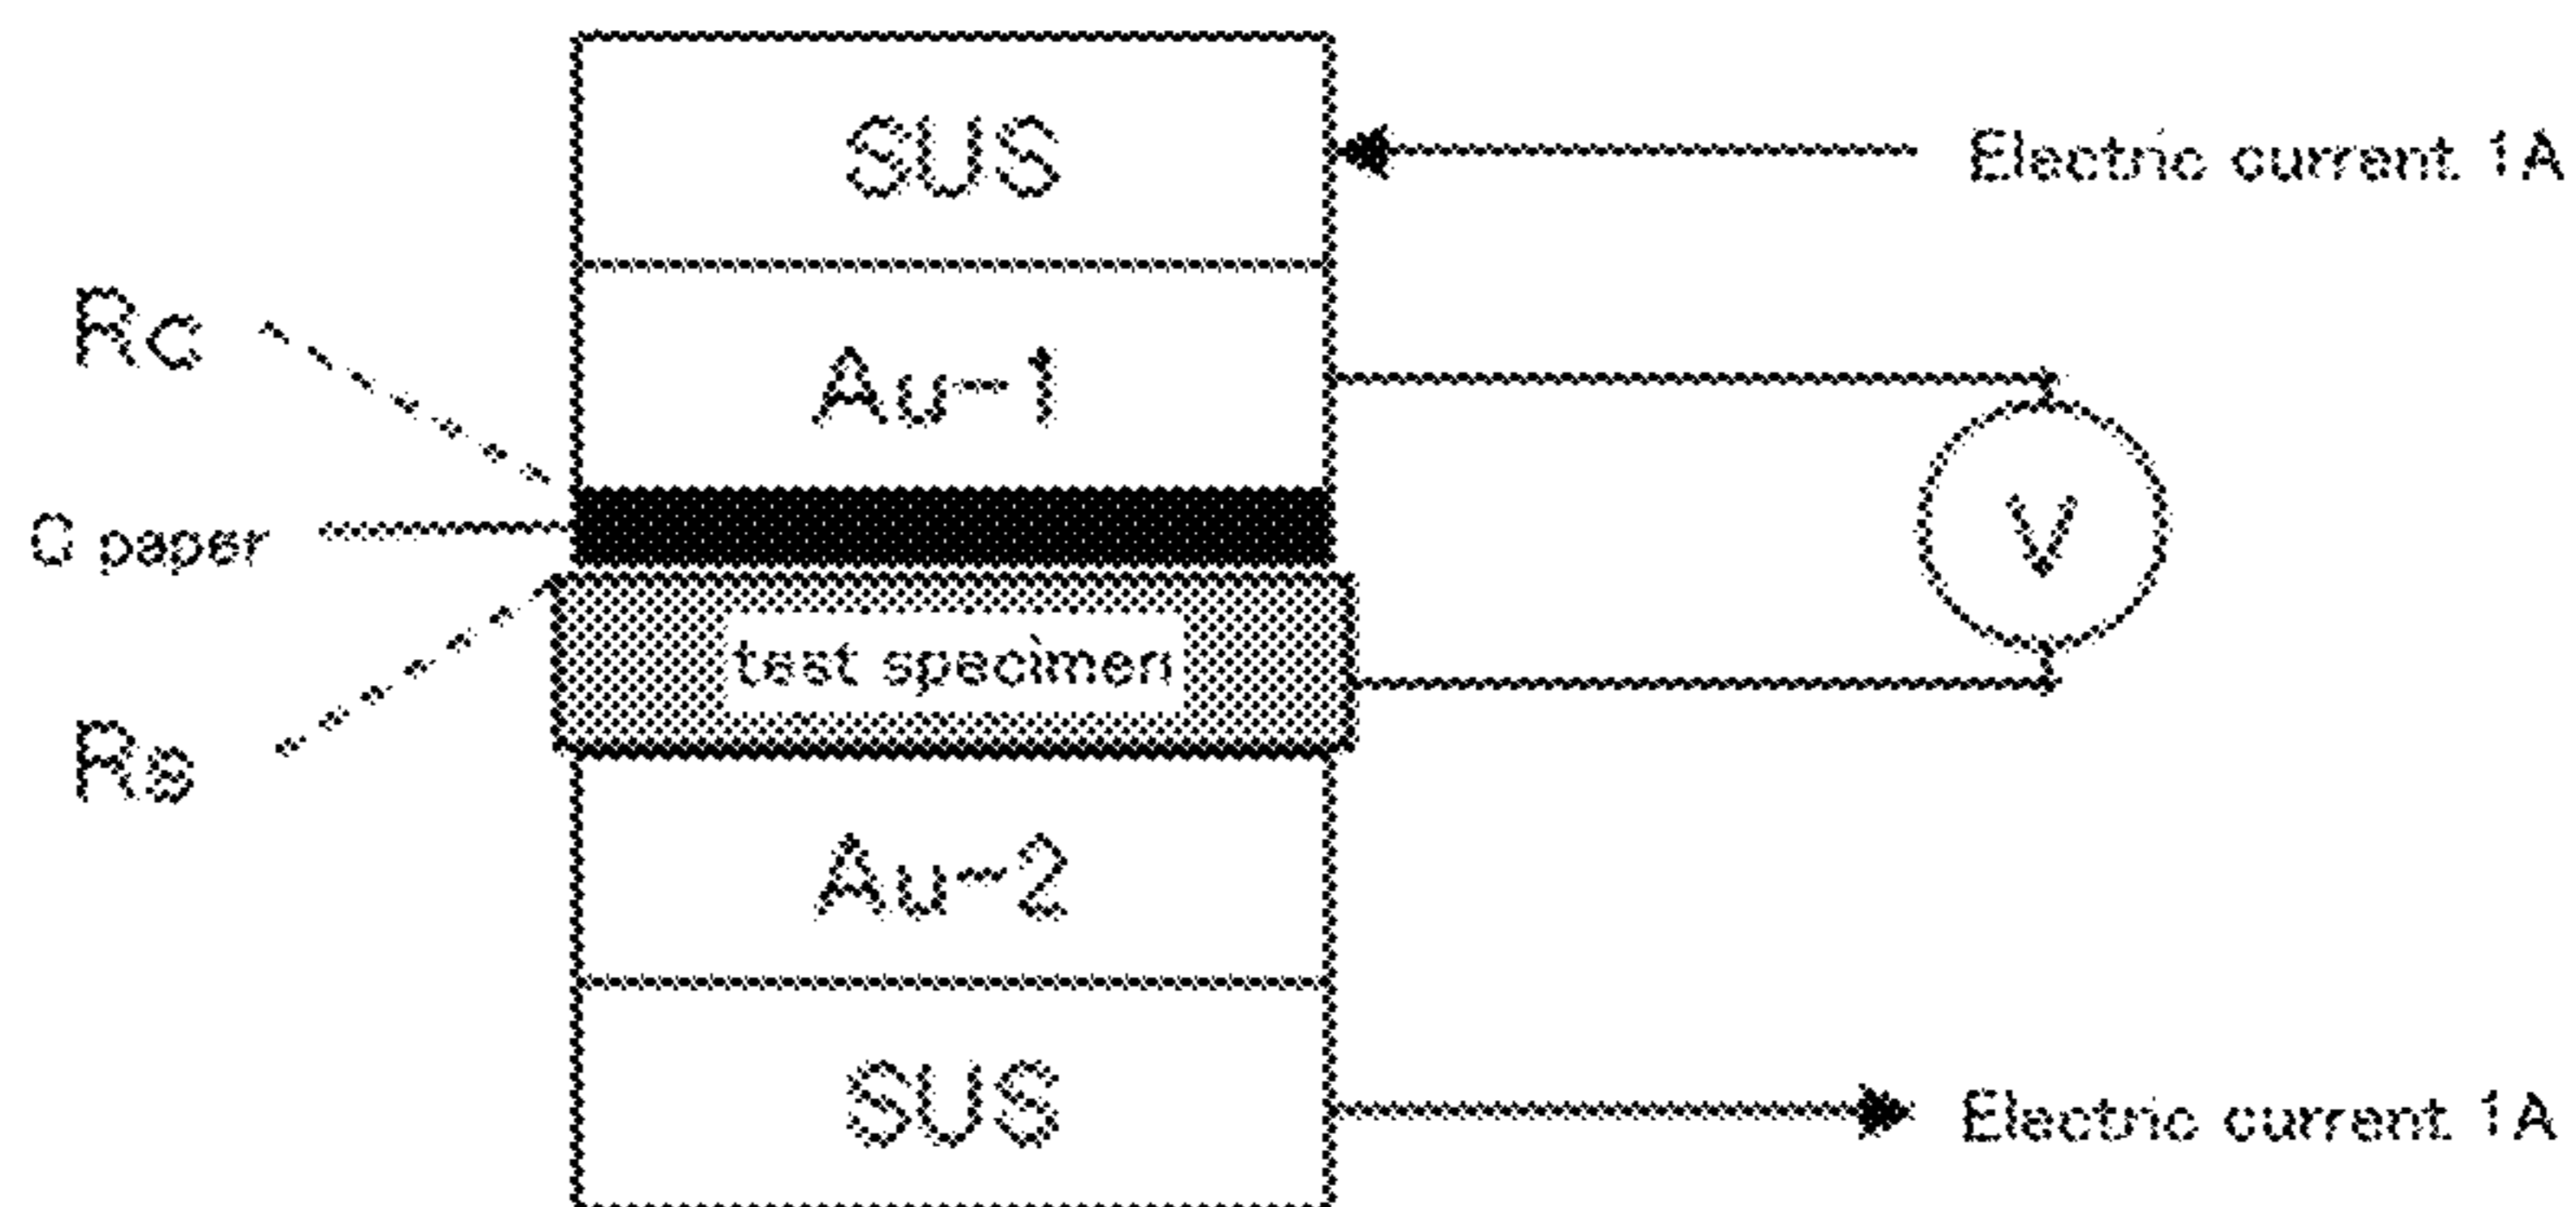 SUS
Electric current 1A
Rc
Au-1
C paper
V
test specimen
Rs
Au-2
SUS
Electric current 1A